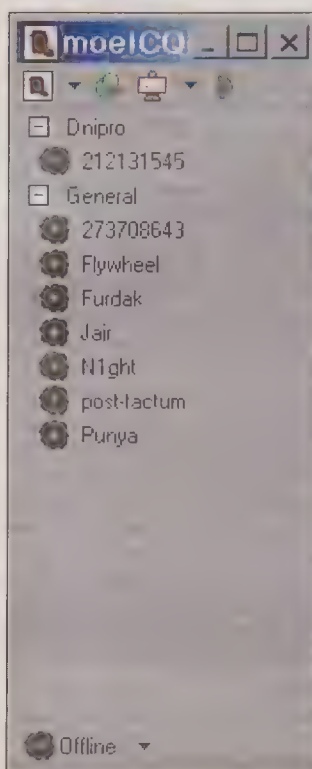 moeICQ
Dnipro
212131545
General
273708643
Flywheel
Furdak
Jair
N1ght
post-factum
Punya
Offline